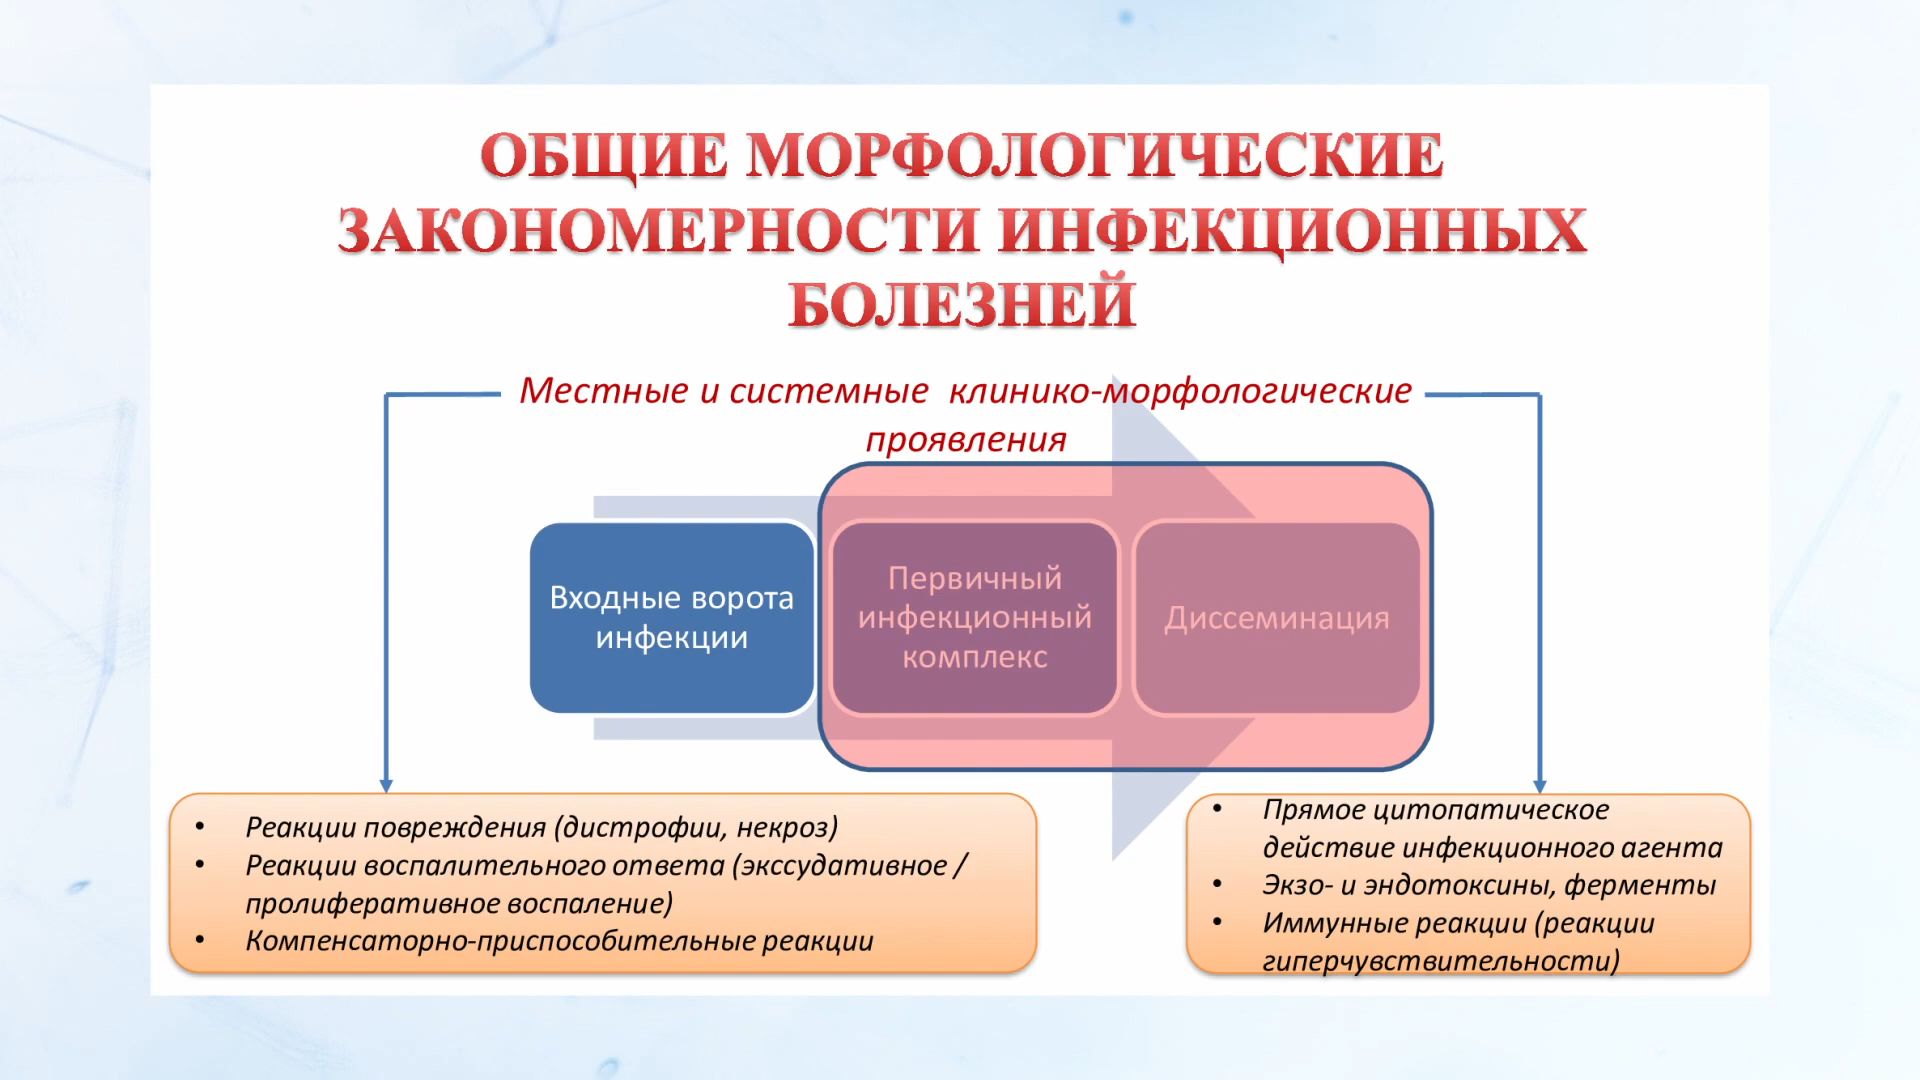 ОБЩИЕ МОРФОЛОГИЧЕСКИЕ
ЗАКОНОМЕРНОСТИ ИНФЕКЦИОННЫХ
БОЛЕЗНЕЙ
Местные и системные клинико-морфологические
проявления
Входные ворота
инфекции
Первичный
инфекционный
комплекс
Диссеминация
• Реакции повреждения (дистрофии, некроз)
• Реакции воспалительного ответа (экссудативное /
пролиферативное воспаление)
• Компенсаторно-приспособительные реакции
• Прямое цитопатическое
действие инфекционного агента
• Экзо- и эндотоксины, ферменты
• Иммунные реакции (реакции
гиперчувствительности)